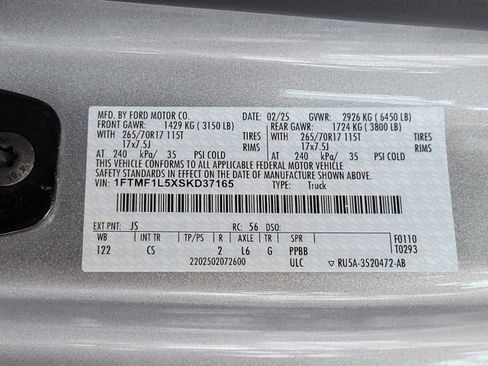 MFD. BY FORD MOTOR CO. DATE: 02/25 GVWR: 2926 KG ( 6450 LB)
FRONT GAWR: 1429 KG ( 3150 LB) REAR GAWR: 1724 KG ( 3800 LB)
WITH 265/70R17 115T TIRES WITH 265/70R17 115T TIRES
17x7.5J RIMS 17x7.5J RIMS
AT 240 kPa/ 35 PSI COLD AT 240 kPa/ 35 PSI COLD
THIS VEHICLE CONFORMS TO ALL APPLICABLE FEDERAL MOTOR VEHICLE
SAFETY STANDARDS IN EFFECT ON THE DATE OF MANUFACTURE SHOWN ABOVE.
VIN: 1FTMF1L5XSKD37165 TYPE: Truck
EXT PNT: JS RC: 56 DSO:
WB INT TR TP/PS R AXLE TR SPR F0110
122 CS 2 L6 G PPBB T0293
2202502072600 ULC ▽ RU5A-3520472-AB